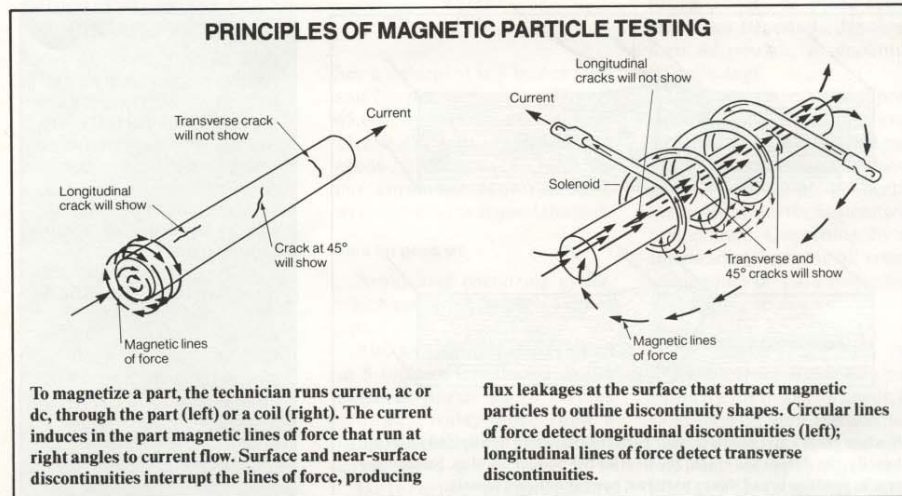 PRINCIPLES OF MAGNETIC PARTICLE TESTING
Current
Transverse crack
will not show
Longitudinal
crack will show
Crack at 45°
will show
Magnetic lines
of force
Longitudinal
cracks will not show
Current
Solenoid
Transverse and
45° cracks will show
Magnetic lines
of force
To magnetize a part, the technician runs current, ac or
dc, through the part (left) or a coil (right). The current
induces in the part magnetic lines of force that run at
right angles to current flow. Surface and near-surface
discontinuities interrupt the lines of force, producing
flux leakages at the surface that attract magnetic
particles to outline discontinuity shapes. Circular lines
of force detect longitudinal discontinuities (left);
longitudinal lines of force detect transverse
discontinuities.